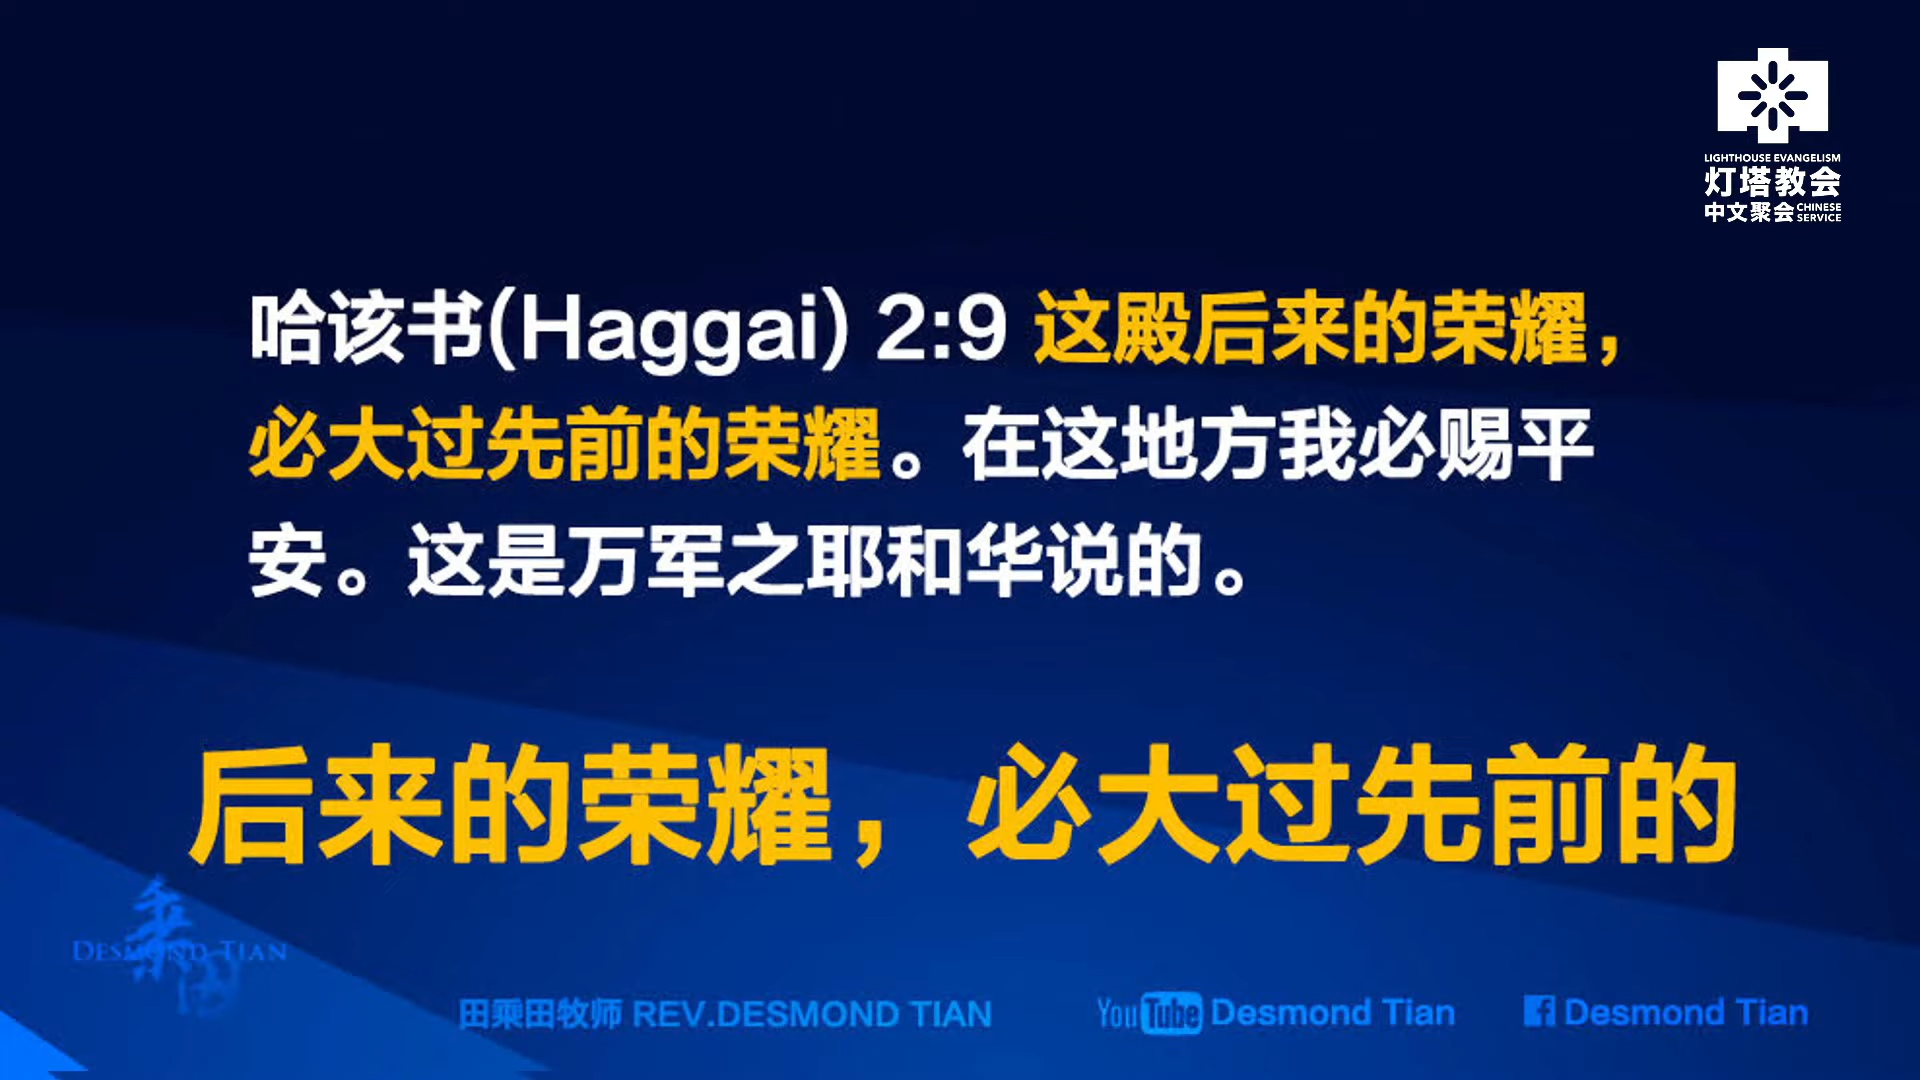 LIGHTHOUSE EVANGELISM
灯塔教会
中文聚会 CHINESE SERVICE
哈该书(Haggai) 2:9 这殿后来的荣耀，
必大过先前的荣耀。在这地方我必赐平
安。这是万军之耶和华说的。
后来的荣耀，必大过先前的
乘田
DESMOND TIAN
田乘田牧师 REV.DESMOND TIAN
YouTube Desmond Tian
f Desmond Tian